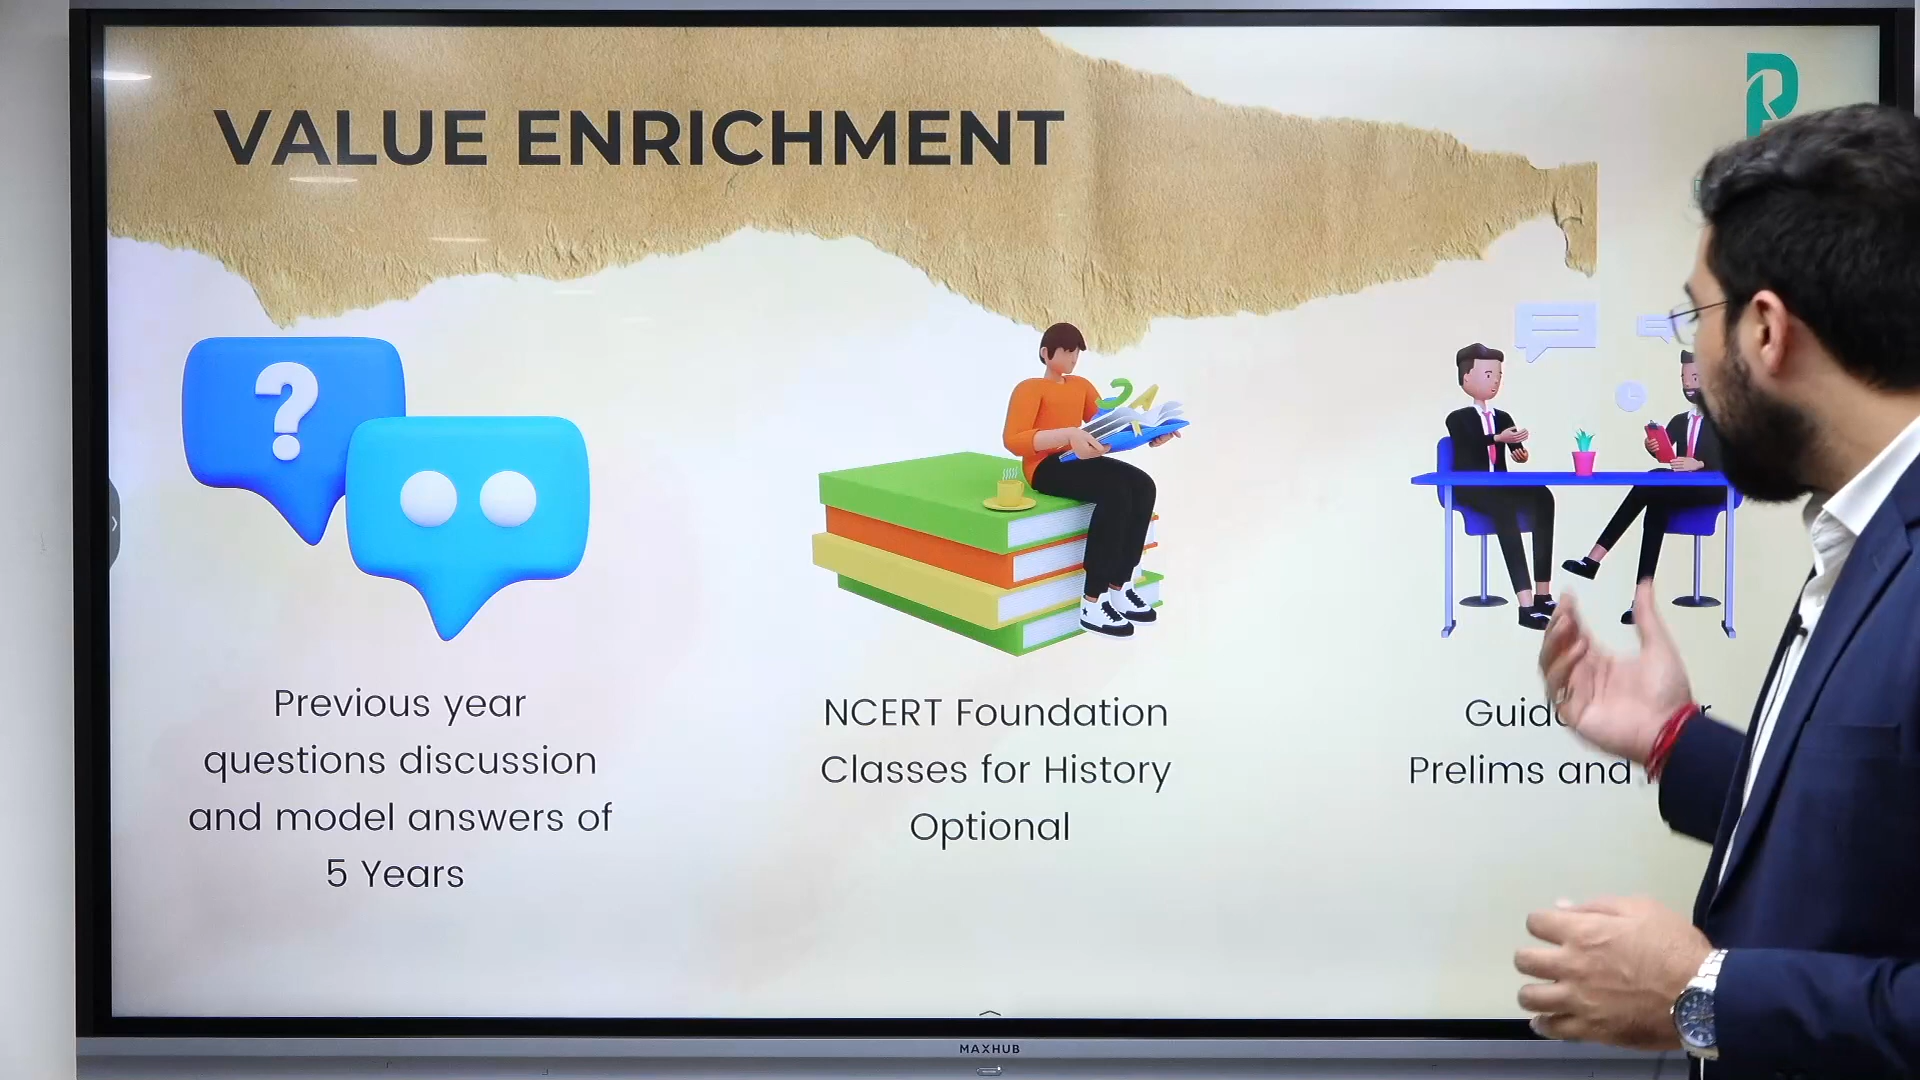 VALUE ENRICHMENT
Previous year
questions discussion
and model answers of
5 Years
NCERT Foundation
Classes for History
Optional
Prelims and
MAXHUB